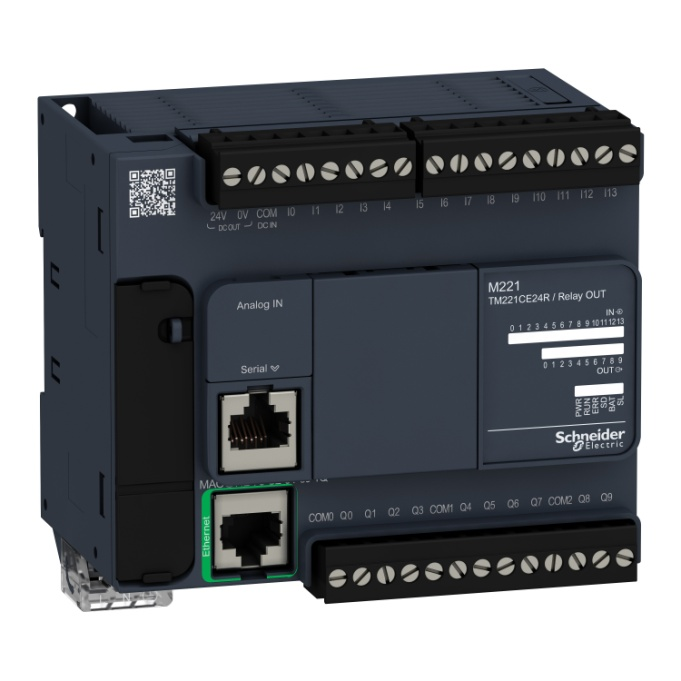 24V 0V COM I0 I1 I2 I3 I4 I5 I6 I7 I8 I9 I10 I11 I12 I13
DC OUT DC IN
Analog IN
Serial
M221
TM221CE24R / Relay OUT
IN
0 1 2 3 4 5 6 7 8 9 10 11 12 13
0 1 2 3 4 5 6 7 8 9
OUT
PWR
RUN
ERR
SD
BAT
SL
Schneider
Electric
Ethernet
COM0 Q0 Q1 Q2 Q3 COM1 Q4 Q5 Q6 Q7 COM2 Q8 Q9